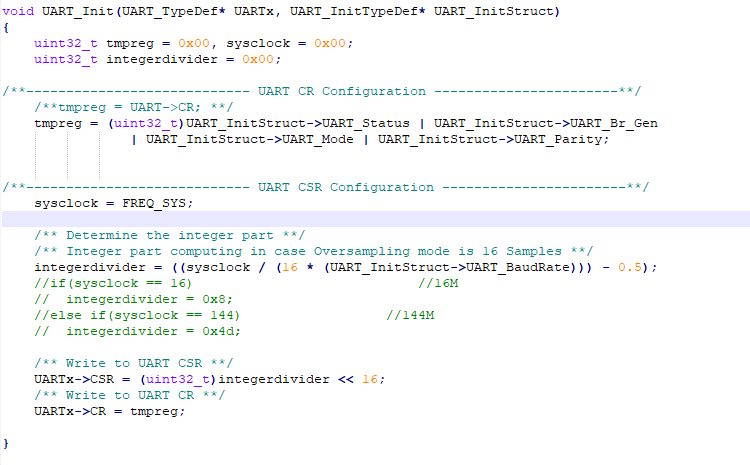 void UART_Init(UART_TypeDef* UARTx, UART_InitTypeDef* UART_InitStruct)
{
    uint32_t tmpreg = 0x00, sysclock = 0x00;
    uint32_t integerdivider = 0x00;
/**---------------------------- UART CR Configuration -----------------------**/
    /**tmpreg = UART->CR; **/
    tmpreg = (uint32_t)UART_InitStruct->UART_Status | UART_InitStruct->UART_Br_Gen
                | UART_InitStruct->UART_Mode | UART_InitStruct->UART_Parity;
/**---------------------------- UART CSR Configuration -----------------------**/
    sysclock = FREQ_SYS;
    /** Determine the integer part **/
    /** Integer part computing in case Oversampling mode is 16 Samples **/
    integerdivider = ((sysclock / (16 * (UART_InitStruct->UART_BaudRate))) - 0.5);
    //if(sysclock == 16)                            //16M
    //  integerdivider = 0x8;
    //else if(sysclock == 144)                  //144M
    //  integerdivider = 0x4d;
    /** Write to UART CSR **/
    UARTx->CSR = (uint32_t)integerdivider << 16;
    /** Write to UART CR **/
    UARTx->CR = tmpreg;
}